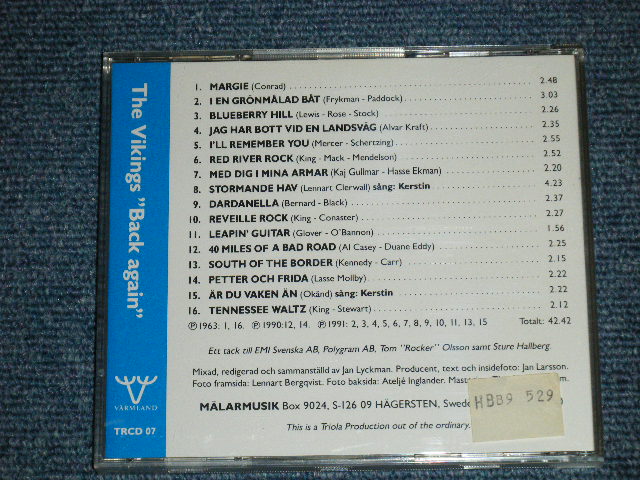 The Vikings "Back again"
VÄRMLAND
TRCD 07
1. MARGIE (Conrad) 2.48
2. I EN GRÖNMÅLAD BÅT (Frykman - Paddock) 3.03
3. BLUEBERRY HILL (Lewis - Rose - Stock) 2.26
4. JAG HAR BOTT VID EN LANDSVÄG (Alvar Kraft) 2.35
5. I'LL REMEMBER YOU (Mercer - Schertzing) 2.55
6. RED RIVER ROCK (King - Mack - Mendelson) 2.52
7. MED DIG I MINA ARMAR (Kaj Gullmar - Hasse Ekman) 2.20
8. STORMANDE HAV (Lennart Clerwall) sång: Kerstin 4.23
9. DARDANELLA (Bernard - Black) 2.37
10. REVEILLE ROCK (King - Conaster) 2.27
11. LEAPIN' GUITAR (Glover - O'Bannon) 1.56
12. 40 MILES OF A BAD ROAD (Al Casey - Duane Eddy) 2.25
13. SOUTH OF THE BORDER (Kennedy - Carr) 2.15
14. PETTER OCH FRIDA (Lasse Mollby) 2.22
15. ÄR DU VAKEN ÄN (Okänd) sång: Kerstin 2.22
16. TENNESSEE WALTZ (King - Stewart) 2.12
℗1963: 1, 16. ℗1990:12, 14. ℗1991: 2, 3, 4, 5, 6, 7, 8, 9, 10, 11, 13, 15 Totalt: 42.42
Ett tack till EMI Svenska AB, Polygram AB, Tom "Rocker" Olsson samt Sture Hallberg
Mixad, redigerad och sammanställd av Jan Lyckman. Producent, text och insidefoto: Jan Larsson.
Foto framsida: Lennart Bergqvist. Foto baksida: Ateljé Inglander.
MÄLARMUSIK Box 9024, S-126 09 HÄGERSTEN,
This is a Triola Production out of the ordinary.
HBB9 529